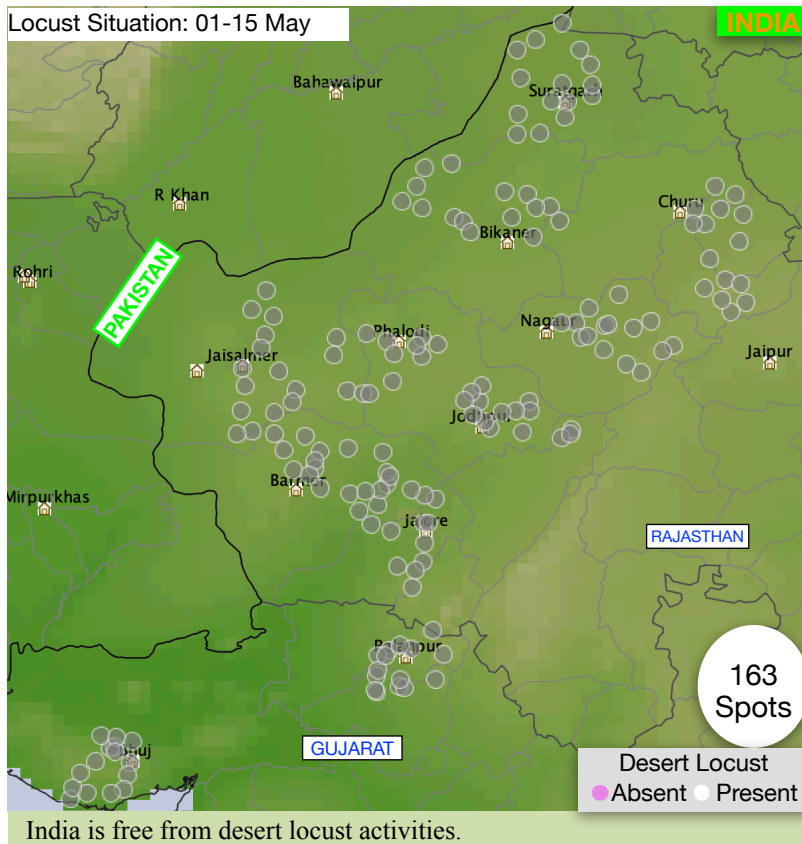 Locust Situation: 01-15 May
INDIA
Bahawalpur
Suratgarh
R Khan
Churu
Bikaner
Rohri
PAKISTAN
Phalodi
Nagaur
Jaisalmer
Jaipur
Jodhpur
Barmer
Mirpurkhas
Jalore
RAJASTHAN
Palanpur
163
Spots
Bhuj
GUJARAT
Desert Locust
Absent Present
India is free from desert locust activities.